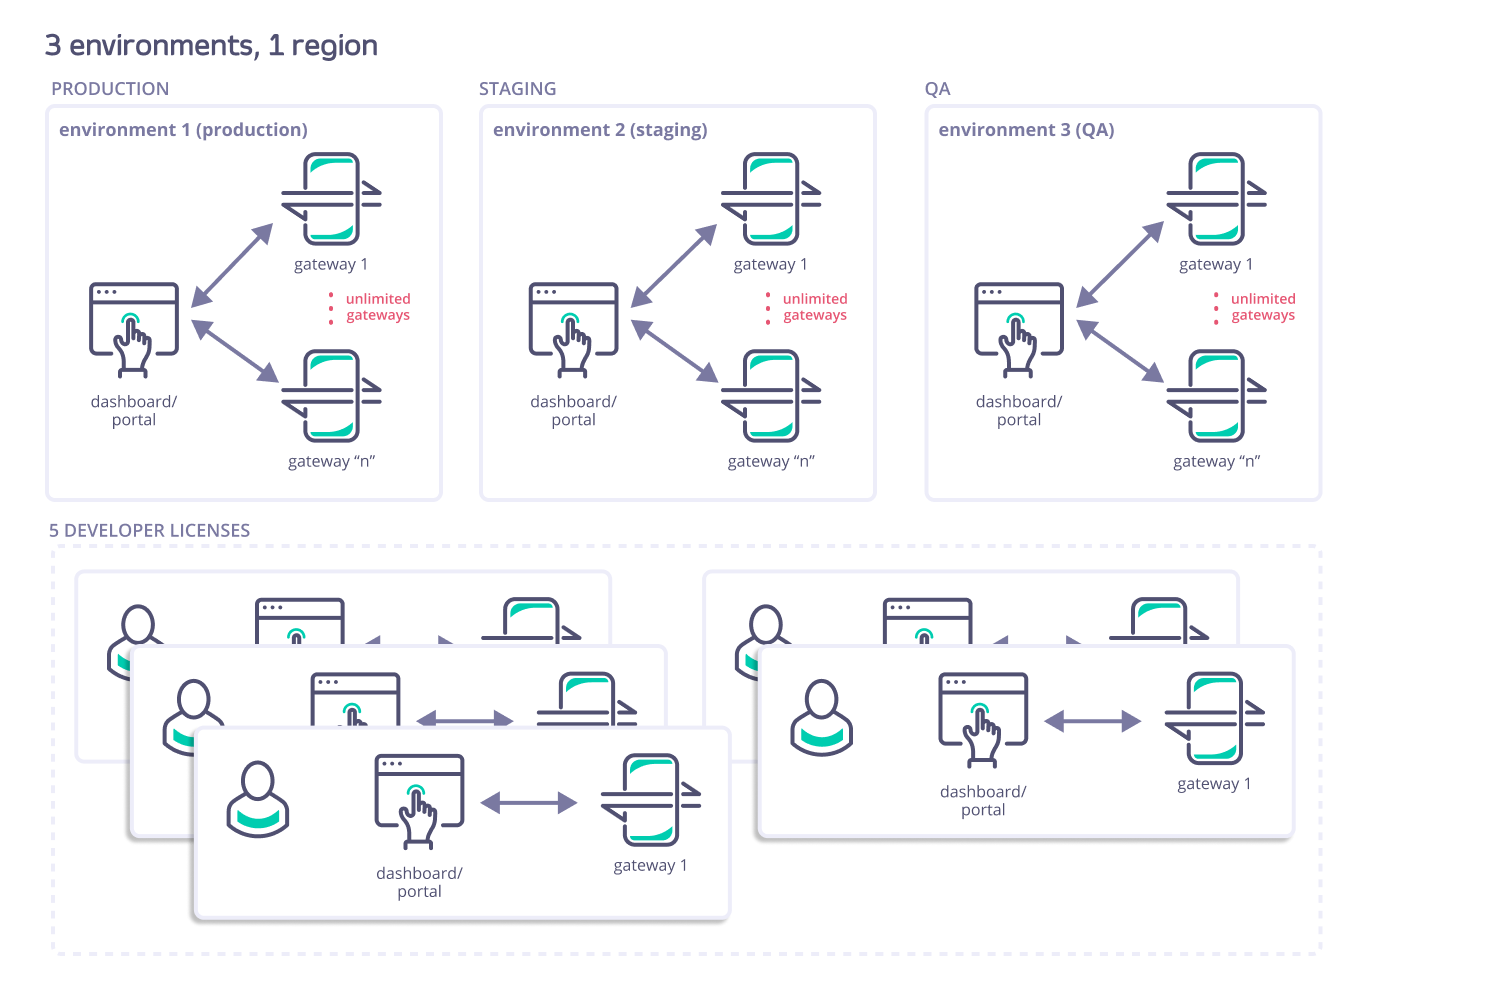 3 environments, 1 region
PRODUCTION
environment 1 (production)
gateway 1
unlimited
gateways
dashboard/
portal
gateway “n”
STAGING
environment 2 (staging)
gateway 1
unlimited
gateways
dashboard/
portal
gateway “n”
QA
environment 3 (QA)
gateway 1
unlimited
gateways
dashboard/
portal
gateway “n”
5 DEVELOPER LICENSES
dashboard/
portal
gateway 1
dashboard/
portal
gateway 1